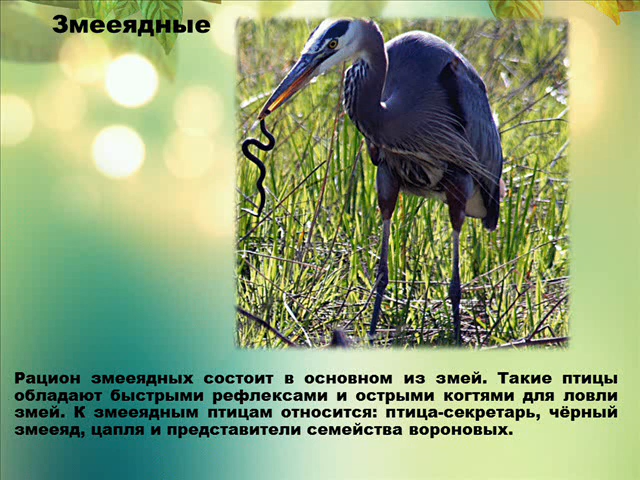 Змееядные
Рацион змееядных состоит в основном из змей. Такие птицы
обладают быстрыми рефлексами и острыми когтями для ловли
змей. К змееядным птицам относится: птица-секретарь, чёрный
змееяд, цапля и представители семейства вороновых.